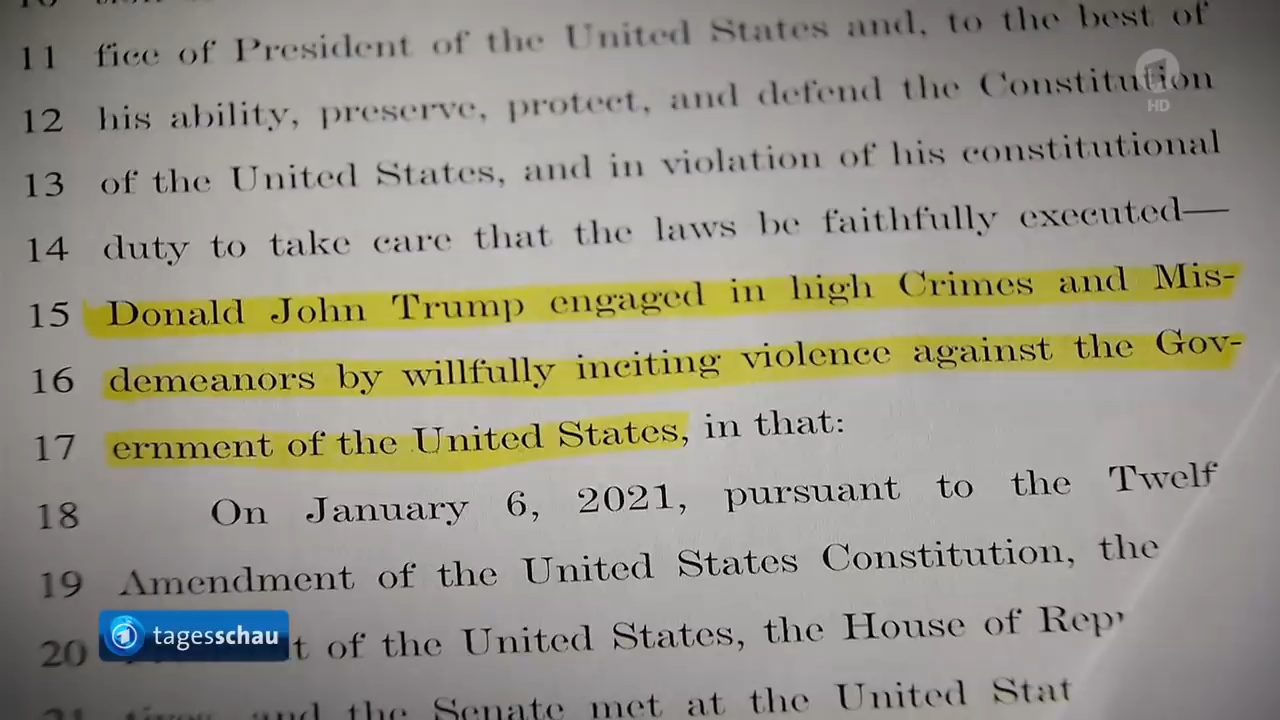 11 fice of President of the United States and, to the best of
12 his ability, preserve, protect, and defend the Constitution
HD
13 of the United States, and in violation of his constitutional
14 duty to take care that the laws be faithfully executed—
15 Donald John Trump engaged in high Crimes and Mis-
16 demeanors by willfully inciting violence against the Gov-
17 ernment of the United States, in that:
18 On January 6, 2021, pursuant to the Twelf
19 Amendment of the United States Constitution, the
20 t of the United States, the House of Rep
tagesschau
and the Senate met at the United Stat